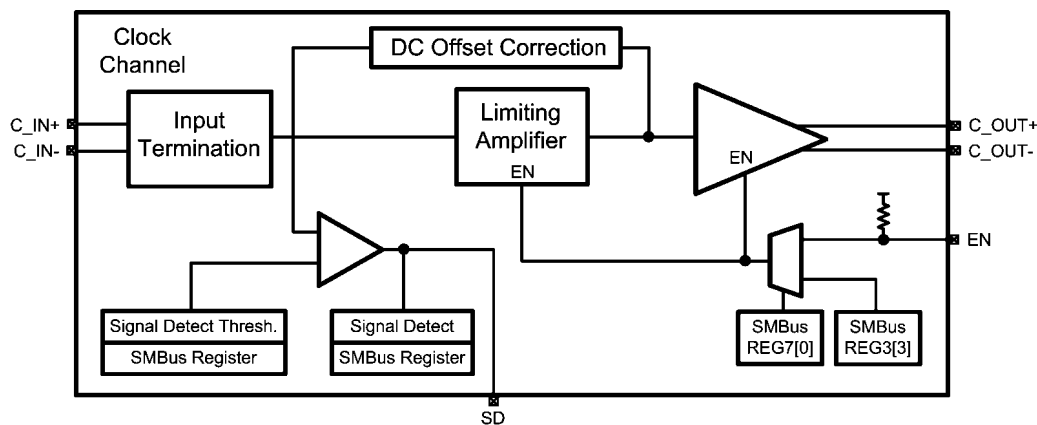 Clock
Channel
DC Offset Correction
C_IN+
C_IN-
Input
Termination
Limiting
Amplifier
EN
EN
C_OUT+
C_OUT-
EN
Signal Detect Thresh.
SMBus Register
Signal Detect
SMBus Register
SMBus
REG7[0]
SMBus
REG3[3]
SD